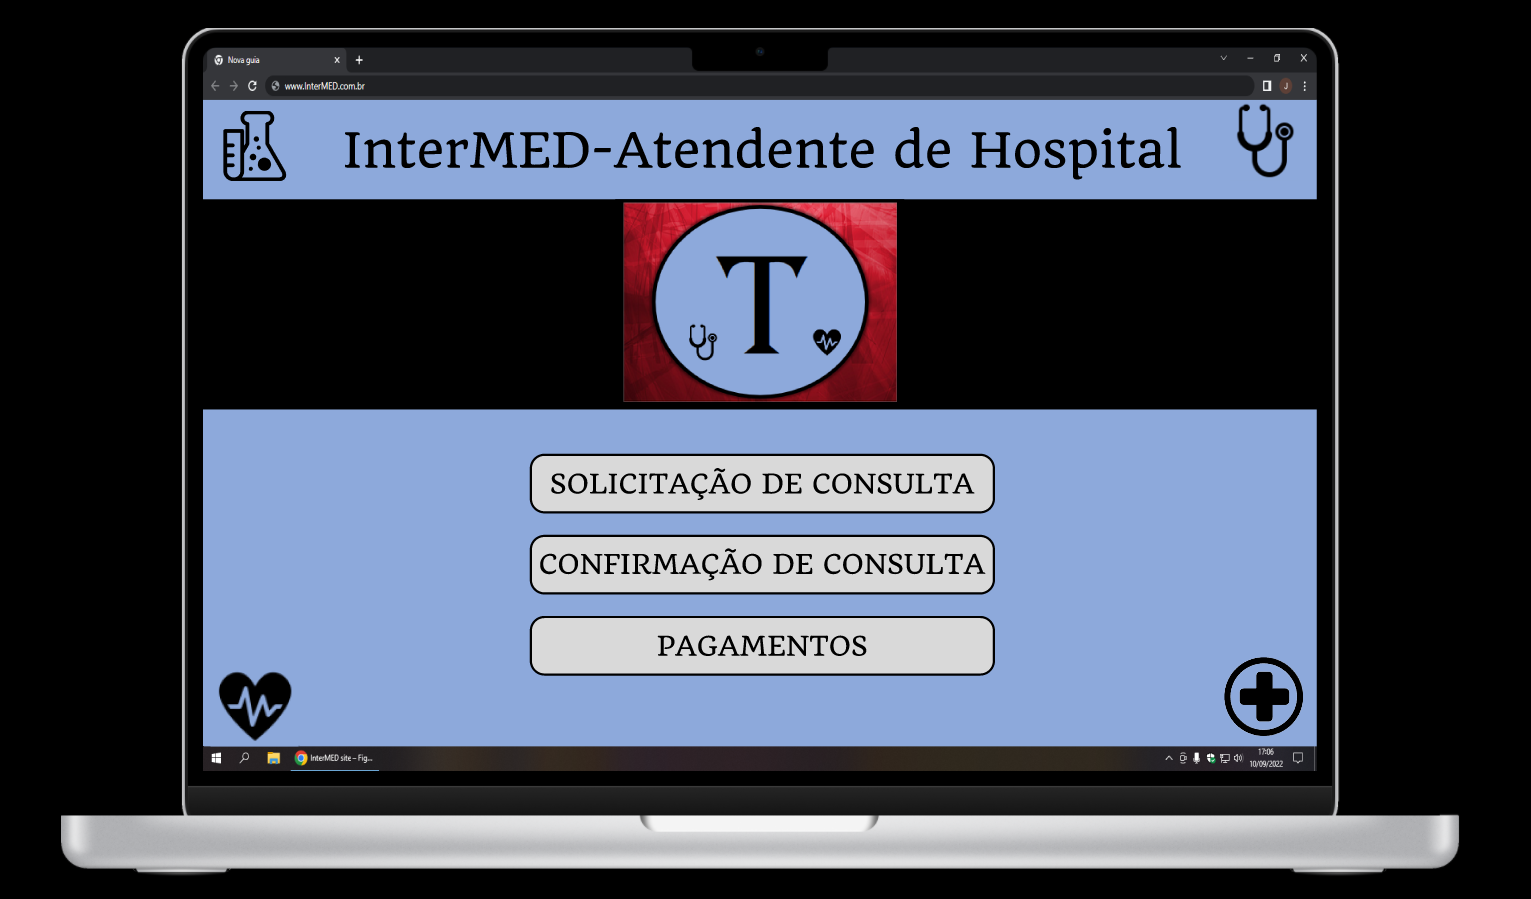 Nova guia
www.InterMED.com.br
J
InterMED-Atendente de Hospital
T
SOLICITAÇÃO DE CONSULTA
CONFIRMAÇÃO DE CONSULTA
PAGAMENTOS
InterMED site – Fig...
17:06
10/09/2022